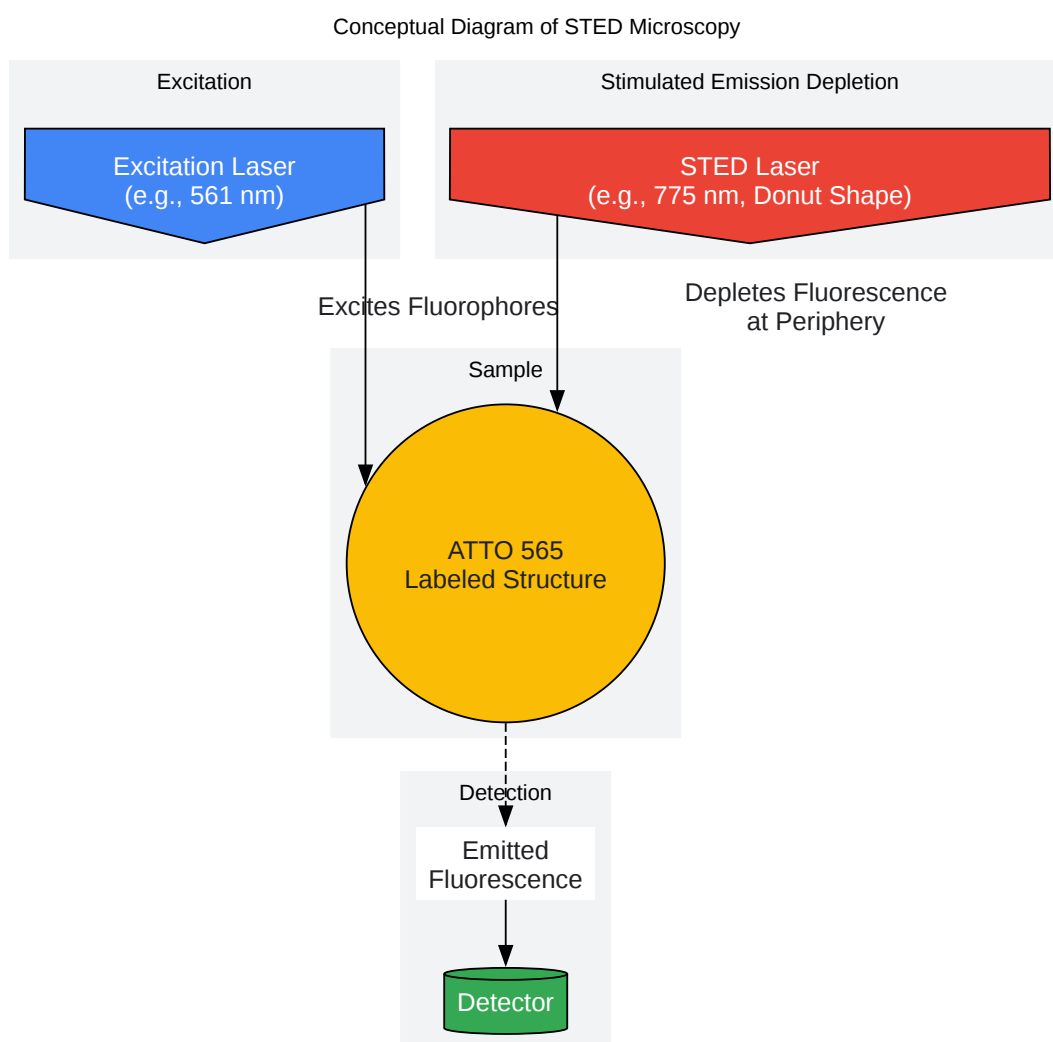 Conceptual Diagram of STED Microscopy
Excitation
Stimulated Emission Depletion
Excitation Laser
(e.g., 561 nm)
STED Laser
(e.g., 775 nm, Donut Shape)
Excites Fluorophores
Depletes Fluorescence
at Periphery
Sample
ATTO 565
Labeled Structure
Detection
Emitted
Fluorescence
Detector